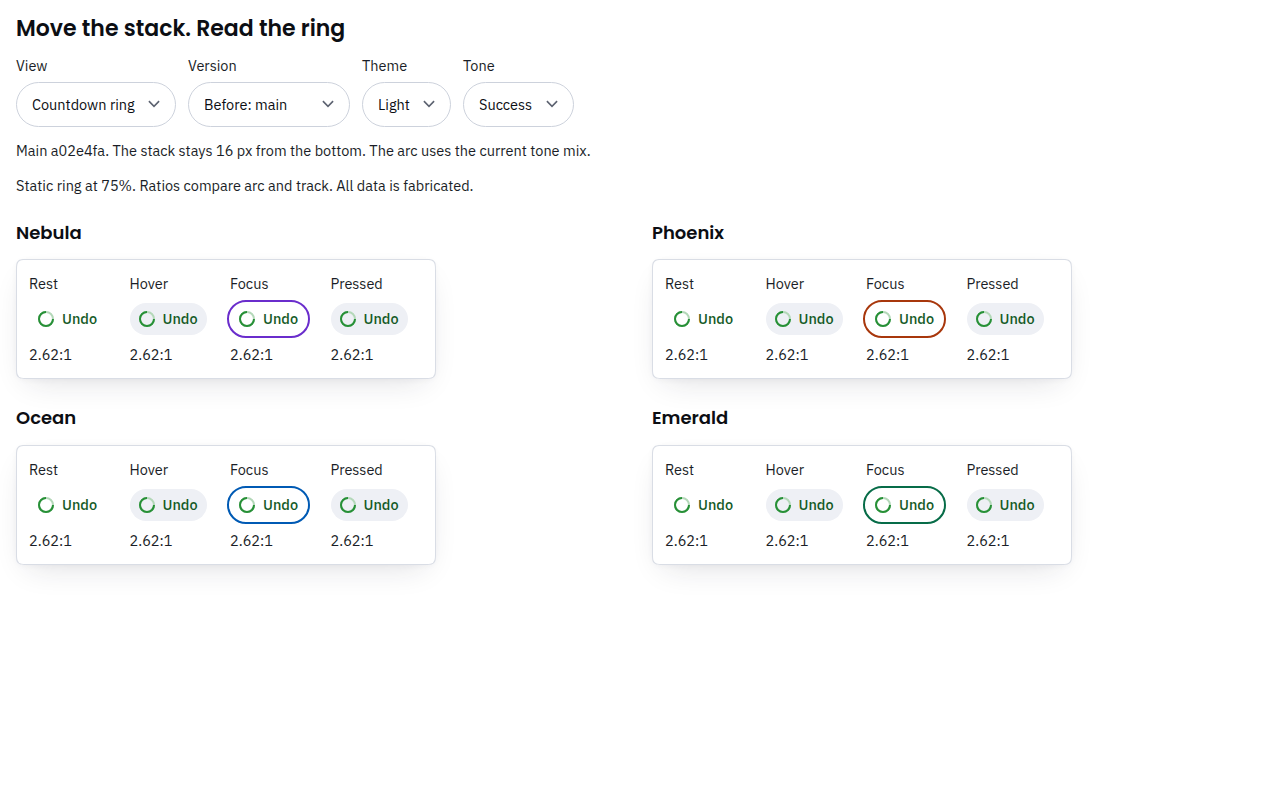 Move the stack. Read the ring
View Version Theme Tone
Countdown ring Before: main Light Success
Main a02e4fa. The stack stays 16 px from the bottom. The arc uses the current tone mix.
Static ring at 75%. Ratios compare arc and track. All data is fabricated.
Nebula
Rest Hover Focus Pressed
Undo Undo Undo Undo
2.62:1 2.62:1 2.62:1 2.62:1
Phoenix
Rest Hover Focus Pressed
Undo Undo Undo Undo
2.62:1 2.62:1 2.62:1 2.62:1
Ocean
Rest Hover Focus Pressed
Undo Undo Undo Undo
2.62:1 2.62:1 2.62:1 2.62:1
Emerald
Rest Hover Focus Pressed
Undo Undo Undo Undo
2.62:1 2.62:1 2.62:1 2.62:1